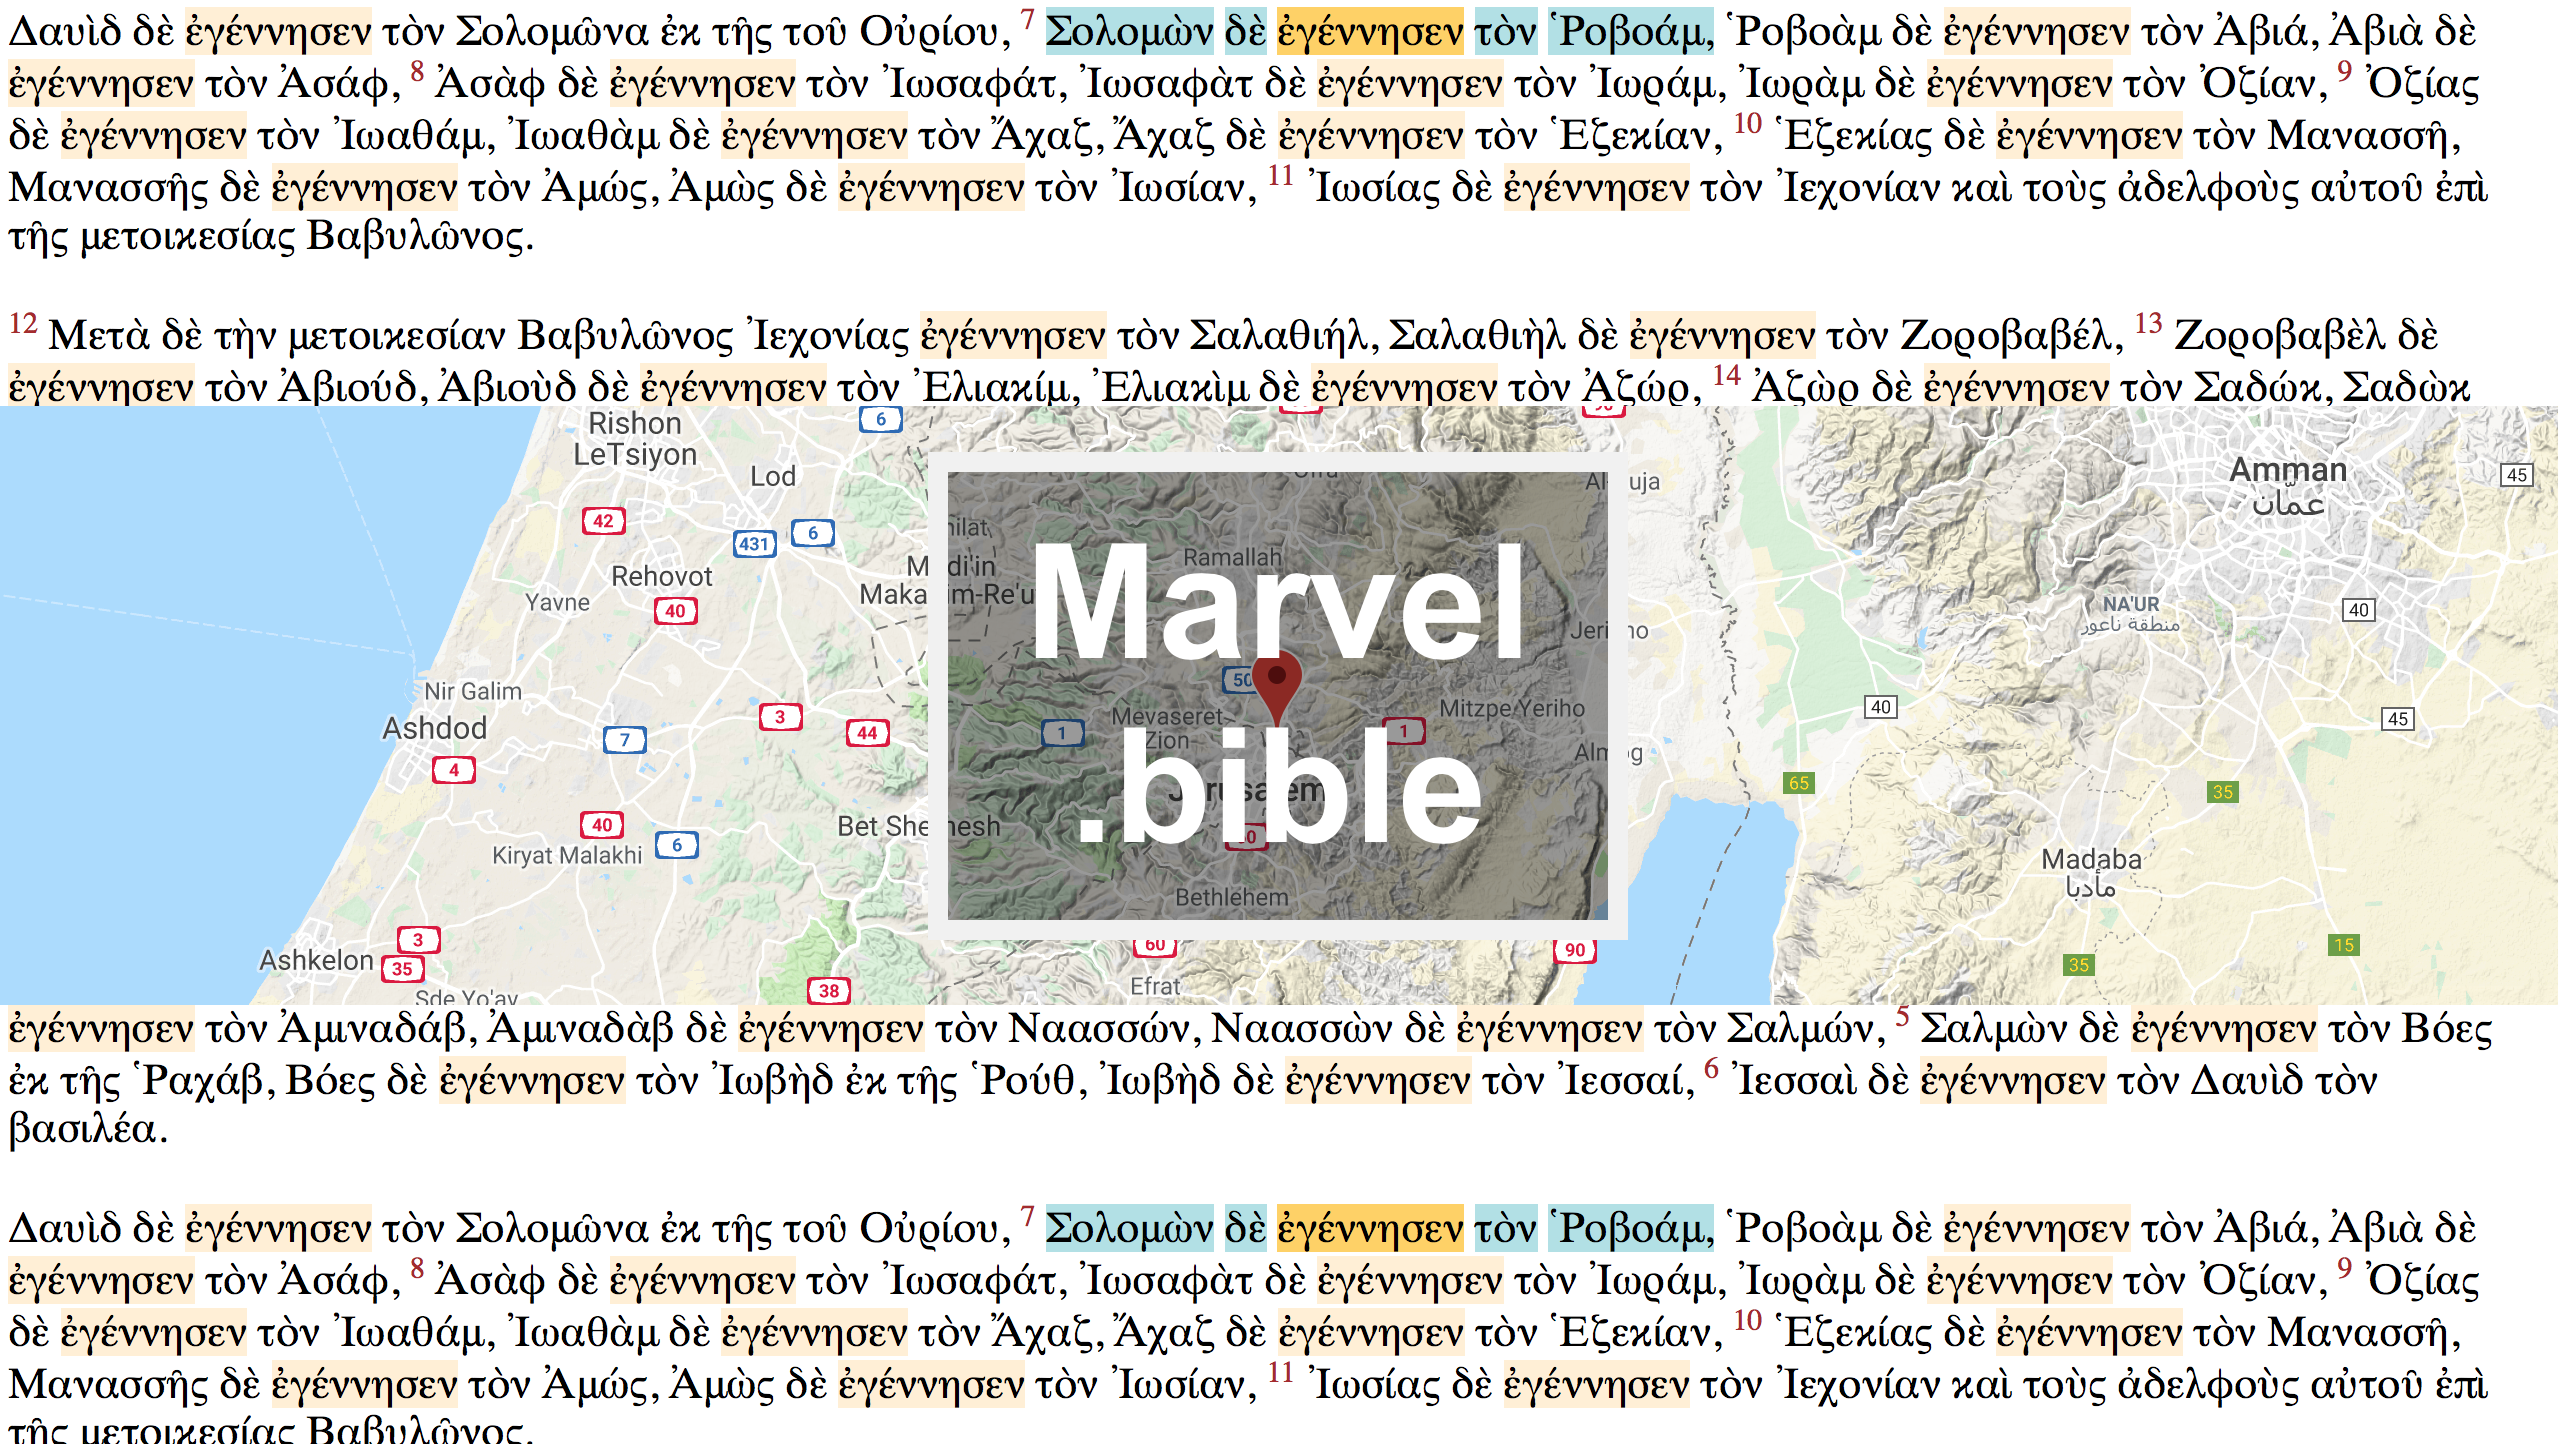 Δαυὶδ δὲ ἐγέννησεν τὸν Σολομῶνα ἐκ τῆς τοῦ Οὐρίου, 7 Σολομὼν δὲ ἐγέννησεν τὸν Ῥοβοάμ, Ῥοβοὰμ δὲ ἐγέννησεν τὸν Ἀβιά, Ἀβιὰ δὲ
ἐγέννησεν τὸν Ἀσάφ, 8 Ἀσὰφ δὲ ἐγέννησεν τὸν Ἰωσαφάτ, Ἰωσαφὰτ δὲ ἐγέννησεν τὸν Ἰωράμ, Ἰωρὰμ δὲ ἐγέννησεν τὸν Ὀζίαν, 9 Ὀζίας
δὲ ἐγέννησεν τὸν Ἰωαθάμ, Ἰωαθὰμ δὲ ἐγέννησεν τὸν Ἄχαζ, Ἄχαζ δὲ ἐγέννησεν τὸν Ἑζεκίαν, 10 Ἑζεκίας δὲ ἐγέννησεν τὸν Μανασσῆ,
Μανασσῆς δὲ ἐγέννησεν τὸν Ἀμώς, Ἀμὼς δὲ ἐγέννησεν τὸν Ἰωσίαν, 11 Ἰωσίας δὲ ἐγέννησεν τὸν Ἰεχονίαν καὶ τοὺς ἀδελφοὺς αὐτοῦ ἐπὶ
τῆς μετοικεσίας Βαβυλῶνος.
12 Μετὰ δὲ τὴν μετοικεσίαν Βαβυλῶνος Ἰεχονίας ἐγέννησεν τὸν Σαλαθιήλ, Σαλαθιὴλ δὲ ἐγέννησεν τὸν Ζοροβαβέλ, 13 Ζοροβαβὲλ δὲ
ἐγέννησεν τὸν Ἀβιούδ, Ἀβιοὺδ δὲ ἐγέννησεν τὸν Ἐλιακίμ, Ἐλιακὶμ δὲ ἐγέννησεν τὸν Ἀζώρ, 14 Ἀζὼρ δὲ ἐγέννησεν τὸν Σαδώκ, Σαδὼκ
Rishon
LeTsiyon
6
Lod
Amman
عمّان
45
42
431
6
Ramallah
Rehovot
40
Yavne
NA'UR
منطقة ناعور
40
Marvel
50
Nir Galim
Ashdod
3
44
7
1
Mevaseret
Zion
1
Mitzpe Yeriho
40
45
4
.bible
Jerusalem
65
35
40
6
Kiryat Malakhi
Madaba
مأدبا
Bethlehem
3
35
Ashkelon
60
90
15
35
38
Efrat
Sde Yo'av
ἐγέννησεν τὸν Ἀμιναδάβ, Ἀμιναδὰβ δὲ ἐγέννησεν τὸν Ναασσών, Ναασσὼν δὲ ἐγέννησεν τὸν Σαλμών, 5 Σαλμὼν δὲ ἐγέννησεν τὸν Βόες
ἐκ τῆς Ῥαχάβ, Βόες δὲ ἐγέννησεν τὸν Ἰωβὴδ ἐκ τῆς Ῥούθ, Ἰωβὴδ δὲ ἐγέννησεν τὸν Ἰεσσαί, 6 Ἰεσσαὶ δὲ ἐγέννησεν τὸν Δαυὶδ τὸν
βασιλέα.
Δαυὶδ δὲ ἐγέννησεν τὸν Σολομῶνα ἐκ τῆς τοῦ Οὐρίου, 7 Σολομὼν δὲ ἐγέννησεν τὸν Ῥοβοάμ, Ῥοβοὰμ δὲ ἐγέννησεν τὸν Ἀβιά, Ἀβιὰ δὲ
ἐγέννησεν τὸν Ἀσάφ, 8 Ἀσὰφ δὲ ἐγέννησεν τὸν Ἰωσαφάτ, Ἰωσαφὰτ δὲ ἐγέννησεν τὸν Ἰωράμ, Ἰωρὰμ δὲ ἐγέννησεν τὸν Ὀζίαν, 9 Ὀζίας
δὲ ἐγέννησεν τὸν Ἰωαθάμ, Ἰωαθὰμ δὲ ἐγέννησεν τὸν Ἄχαζ, Ἄχαζ δὲ ἐγέννησεν τὸν Ἑζεκίαν, 10 Ἑζεκίας δὲ ἐγέννησεν τὸν Μανασσῆ,
Μανασσῆς δὲ ἐγέννησεν τὸν Ἀμώς, Ἀμὼς δὲ ἐγέννησεν τὸν Ἰωσίαν, 11 Ἰωσίας δὲ ἐγέννησεν τὸν Ἰεχονίαν καὶ τοὺς ἀδελφοὺς αὐτοῦ ἐπὶ
τῆς μετοικεσίας Βαβυλῶνος.